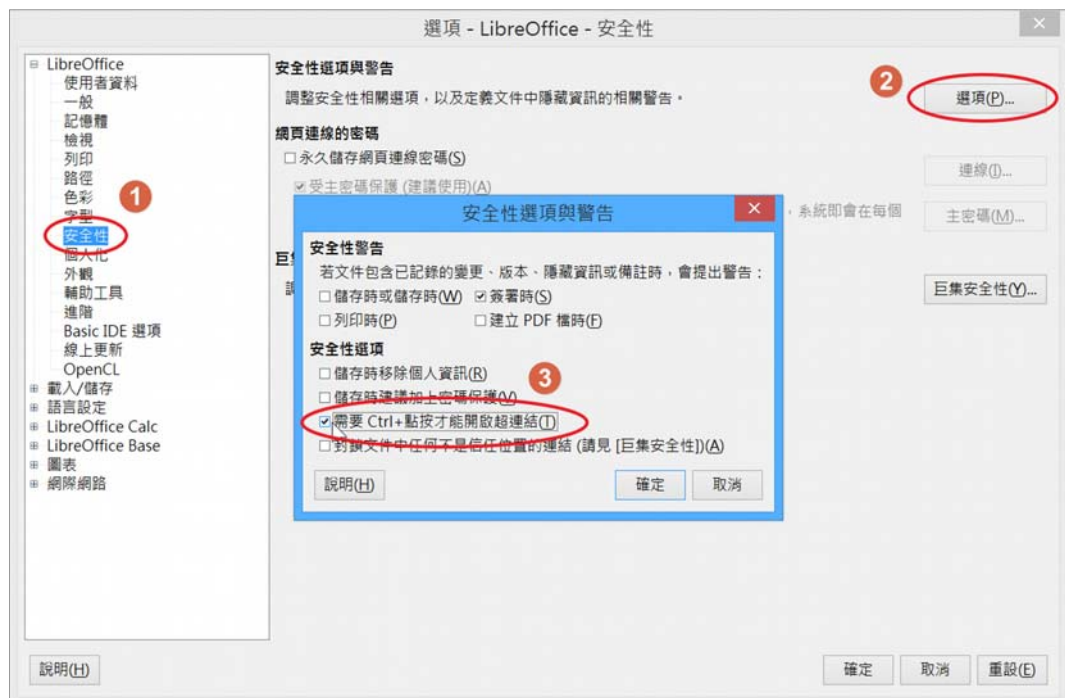 選項 - LibreOffice - 安全性
LibreOffice
使用者資料
一般
記憶體
檢視
列印
路徑
色彩
字型
安全性
個人化
外觀
輔助工具
進階
Basic IDE 選項
線上更新
OpenCL
載入/儲存
語言設定
LibreOffice Calc
LibreOffice Base
圖表
網際網路
1
安全性選項與警告
調整安全性相關選項，以及定義文件中隱藏資訊的相關警告。
2
選項(P)...
網頁連線的密碼
永久儲存網頁連線密碼(S)
連線(I)...
受主密碼保護 (建議使用)(A)
，系統即會在每個
主密碼(M)...
巨集安全性(Y)...
安全性選項與警告
安全性警告
若文件包含已記錄的變更、版本、隱藏資訊或備註時，會提出警告：
儲存時或儲存時(W) 簽署時(S)
列印時(P) 建立 PDF 檔時(F)
安全性選項
儲存時移除個人資訊(R)
3
儲存時建議加上密碼保護(V)
需要 Ctrl+點按才能開啟超連結(T)
封鎖文件中任何不是信任位置的連結 (請見 [巨集安全性])(A)
說明(H) 確定 取消
說明(H) 確定 取消 重設(E)